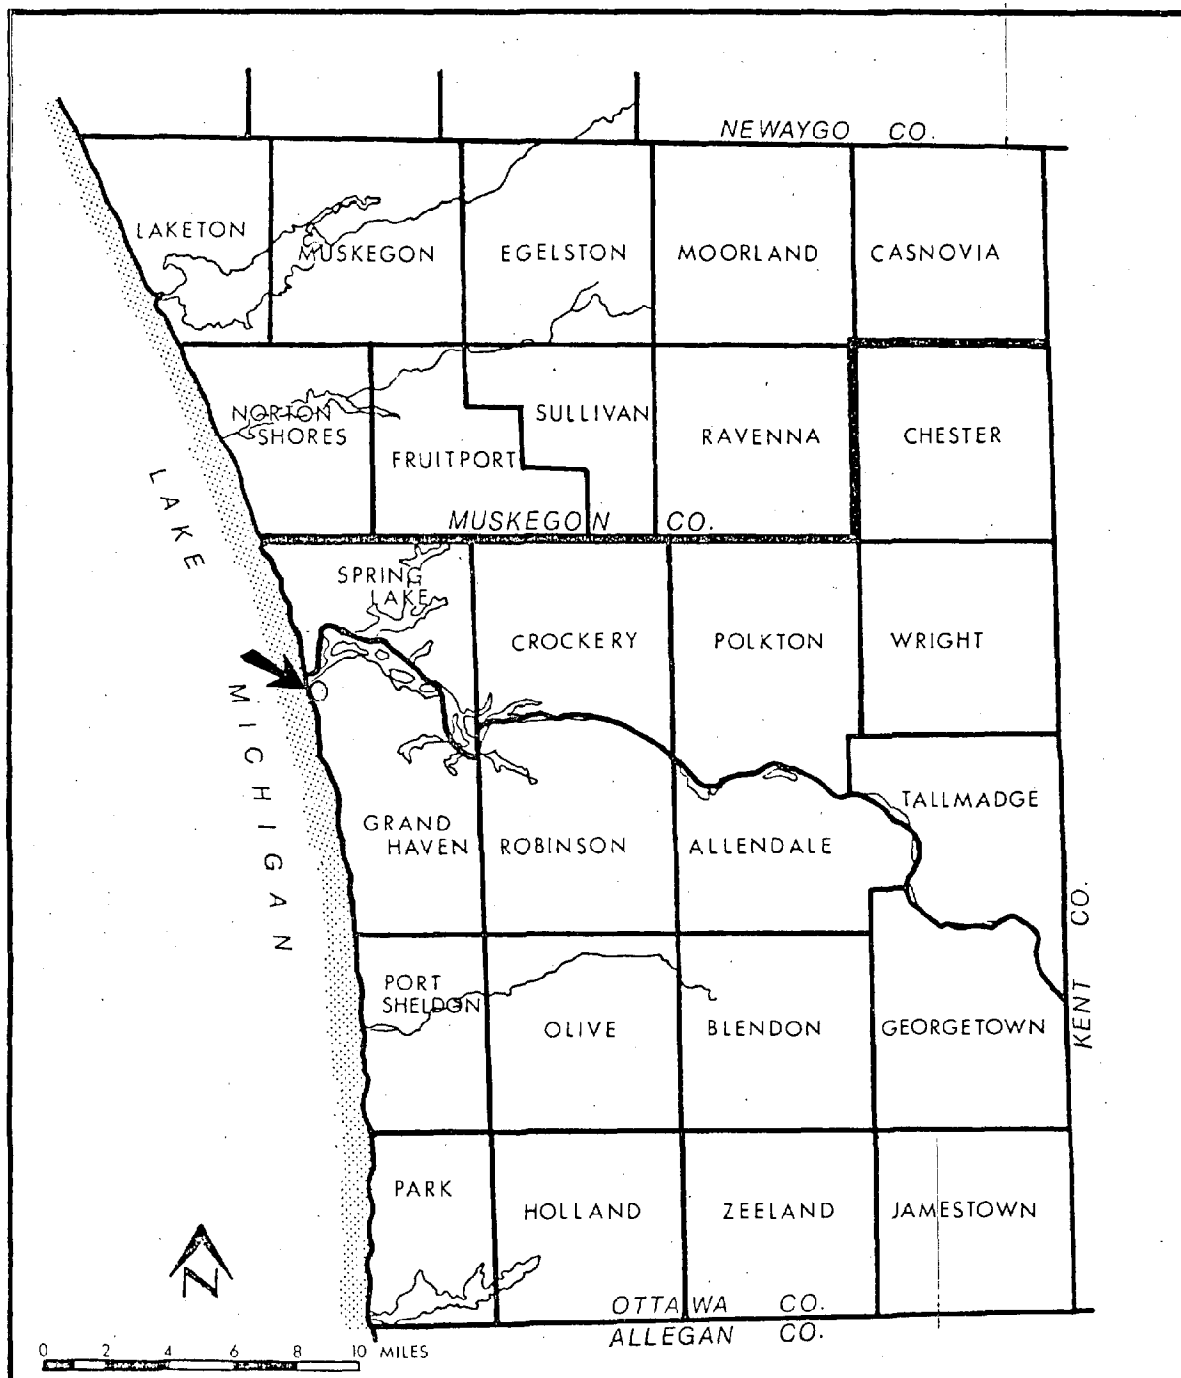 NEWAYGO CO.
LAKETON
MUSKEGON
EGELSTON
MOORLAND
CASNOVIA
NORTON
SHORES
FRUITPORT
SULLIVAN
RAVENNA
CHESTER
MUSKEGON CO.
LAKE
MICHIGAN
SPRING
LAKE
CROCKERY
POLKTON
WRIGHT
GRAND
HAVEN
ROBINSON
ALLENDALE
TALLMADGE
KENT CO.
PORT
SHELDON
OLIVE
BLENDON
GEORGETOWN
PARK
HOLLAND
ZEELAND
JAMESTOWN
OTTAWA CO.
ALLEGAN CO.
N
0 2 4 6 8 10 MILES